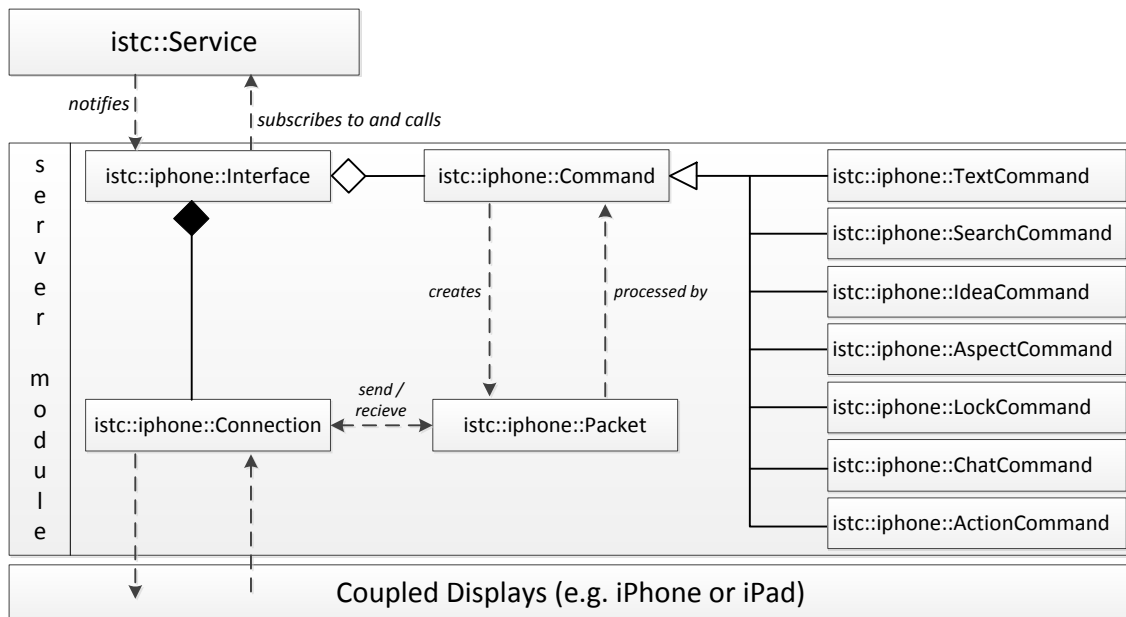 istc::Service
notifies
subscribes to and calls
server module
istc::iphone::Interface
istc::iphone::Command
istc::iphone::TextCommand
istc::iphone::SearchCommand
istc::iphone::IdeaCommand
istc::iphone::AspectCommand
istc::iphone::LockCommand
istc::iphone::ChatCommand
istc::iphone::ActionCommand
creates
processed by
send /
recieve
istc::iphone::Connection
istc::iphone::Packet
Coupled Displays (e.g. iPhone or iPad)